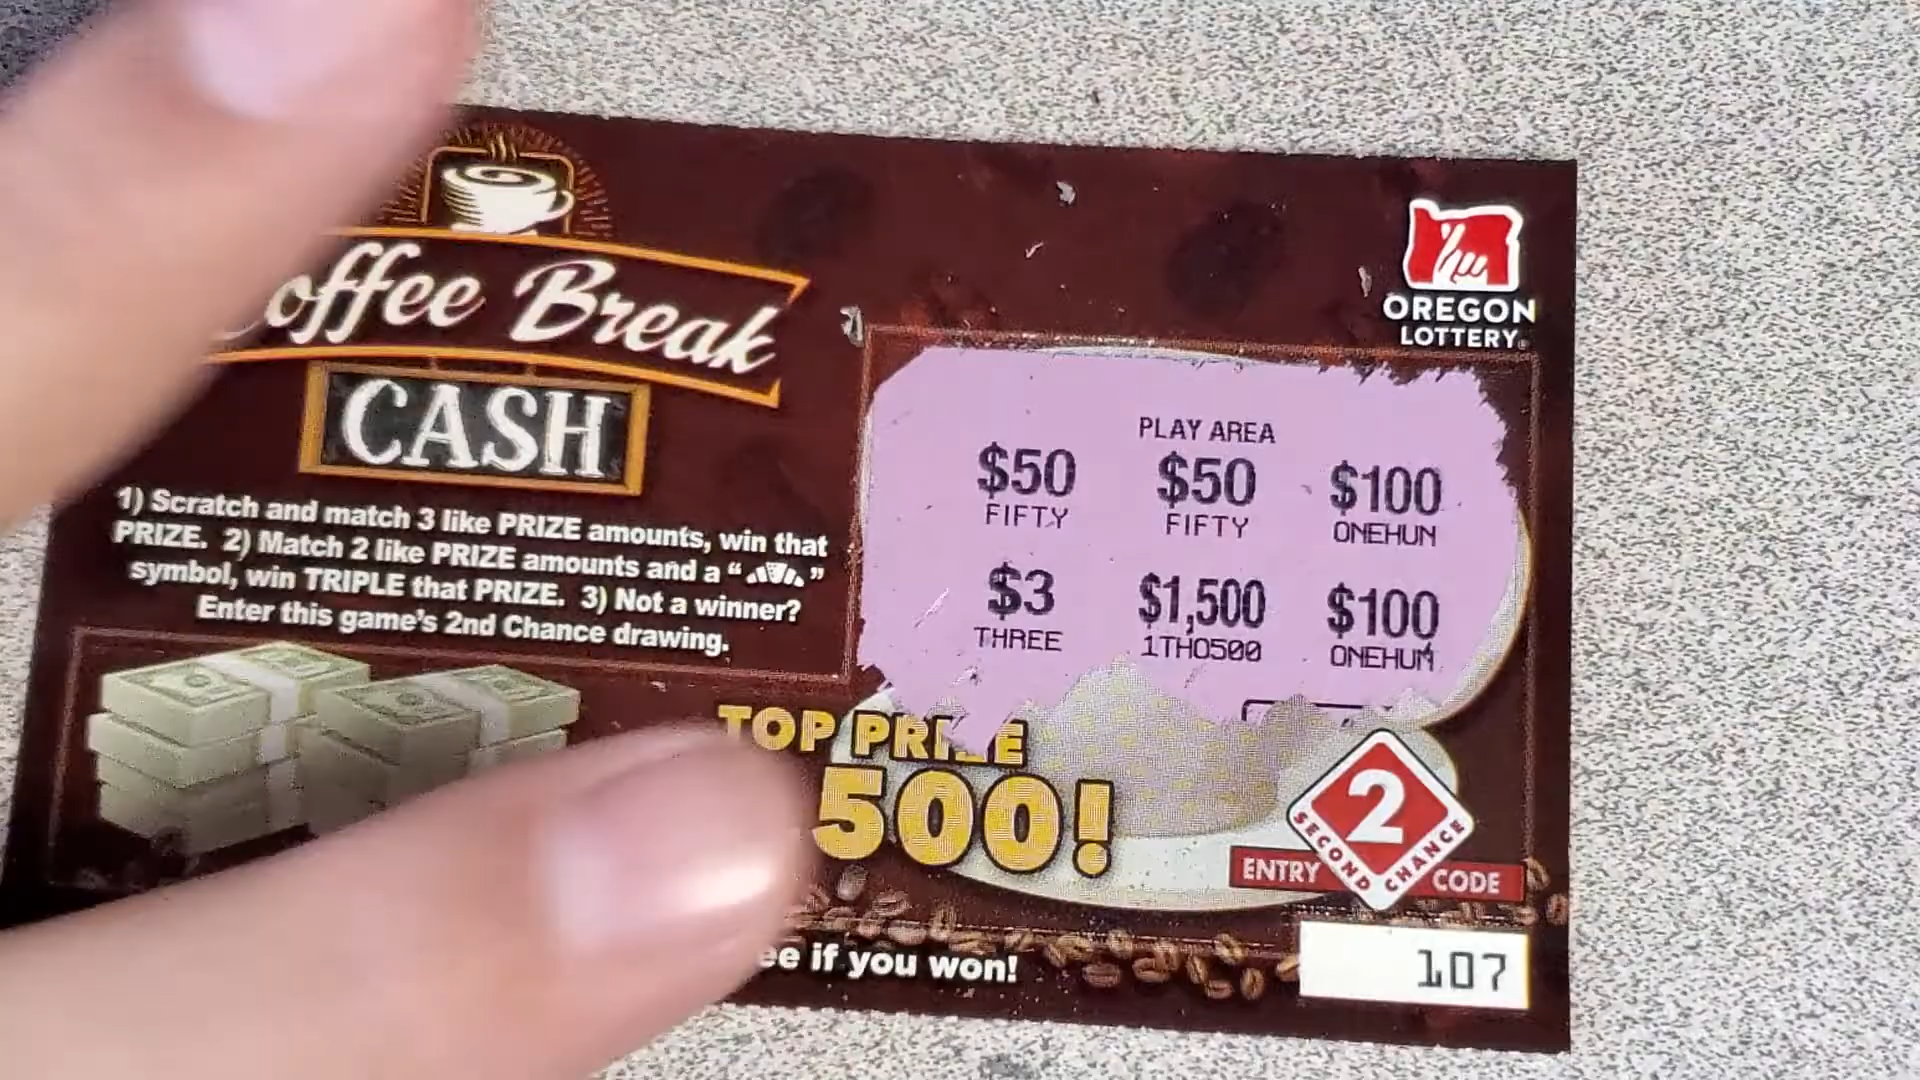 offee Break
CASH
1) Scratch and match 3 like PRIZE amounts, win that
PRIZE. 2) Match 2 like PRIZE amounts and a “ ”
symbol, win TRIPLE that PRIZE. 3) Not a winner?
Enter this game's 2nd Chance drawing.
OREGON
LOTTERY
PLAY AREA
$50 $50 $100
FIFTY FIFTY ONEHUN
$3 $1,500 $100
THREE 1THO500 ONEHUN
TOP PRIZE
500!
2
SECOND CHANCE
ENTRY CODE
ee if you won!
107